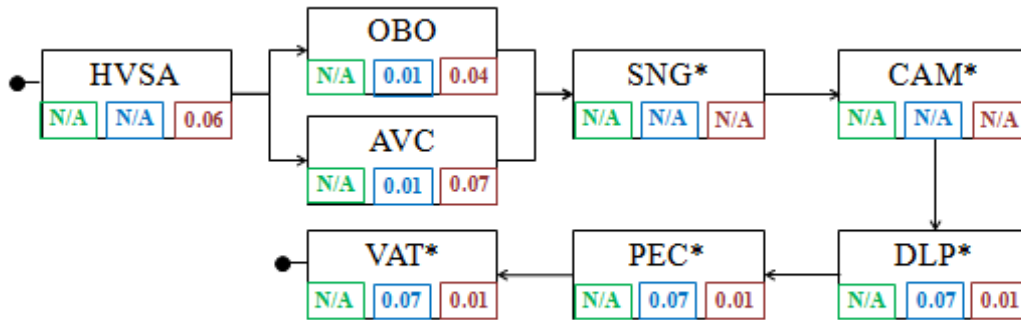 HVSA
N/A N/A 0.06
OBO
N/A 0.01 0.04
AVC
N/A 0.01 0.07
SNG*
N/A N/A N/A
CAM*
N/A N/A N/A
DLP*
N/A 0.07 0.01
PEC*
N/A 0.07 0.01
VAT*
N/A 0.07 0.01